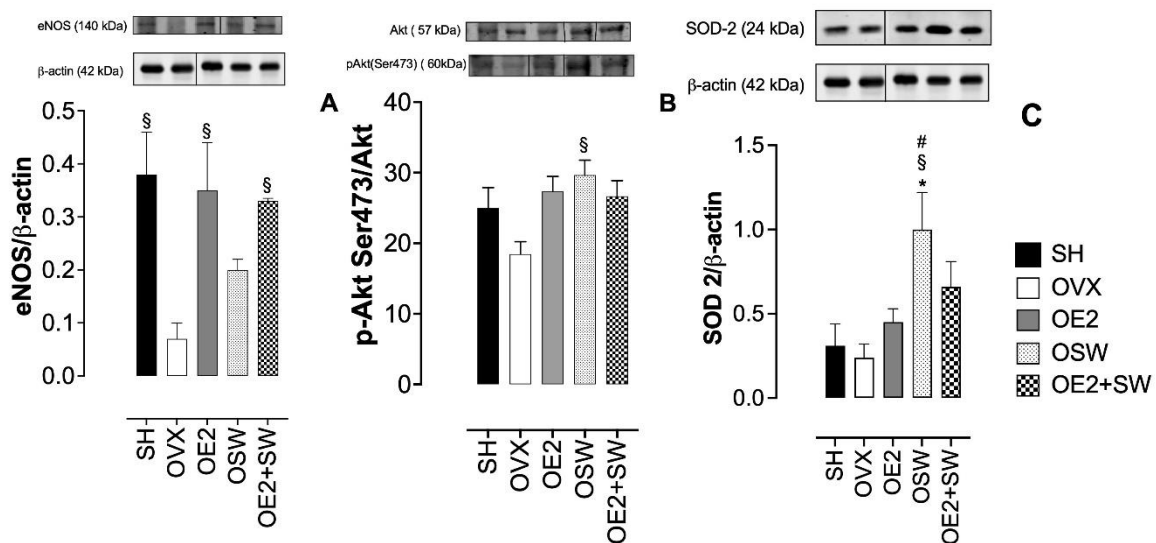 eNOS (140 kDa)
β-actin (42 kDa)
A
eNOS/β-actin
0.5
0.4
0.3
0.2
0.1
0.0
§
§
§
SH
OVX
OE2
OSW
OE2+SW
Akt ( 57 kDa)
pAkt(Ser473) ( 60kDa)
B
p-Akt Ser473/Akt
40
30
20
10
0
§
SH
OVX
OE2
OSW
OE2+SW
SOD-2 (24 kDa)
β-actin (42 kDa)
C
SOD 2/β-actin
1.5
1.0
0.5
0.0
#
§
*
SH
OVX
OE2
OSW
OE2+SW
SH
OVX
OE2
OSW
OE2+SW